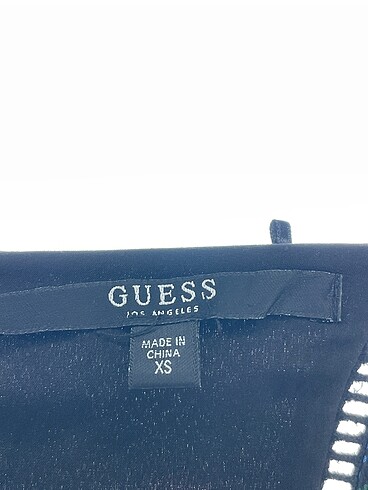 GUESS
LOS ANGELES
MADE IN
CHINA
XS